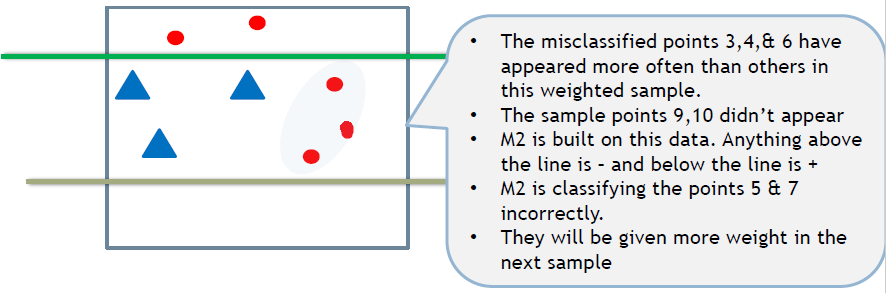 • The misclassified points 3,4,& 6 have
appeared more often than others in
this weighted sample.
• The sample points 9,10 didn’t appear
• M2 is built on this data. Anything above
the line is – and below the line is +
• M2 is classifying the points 5 & 7
incorrectly.
• They will be given more weight in the
next sample